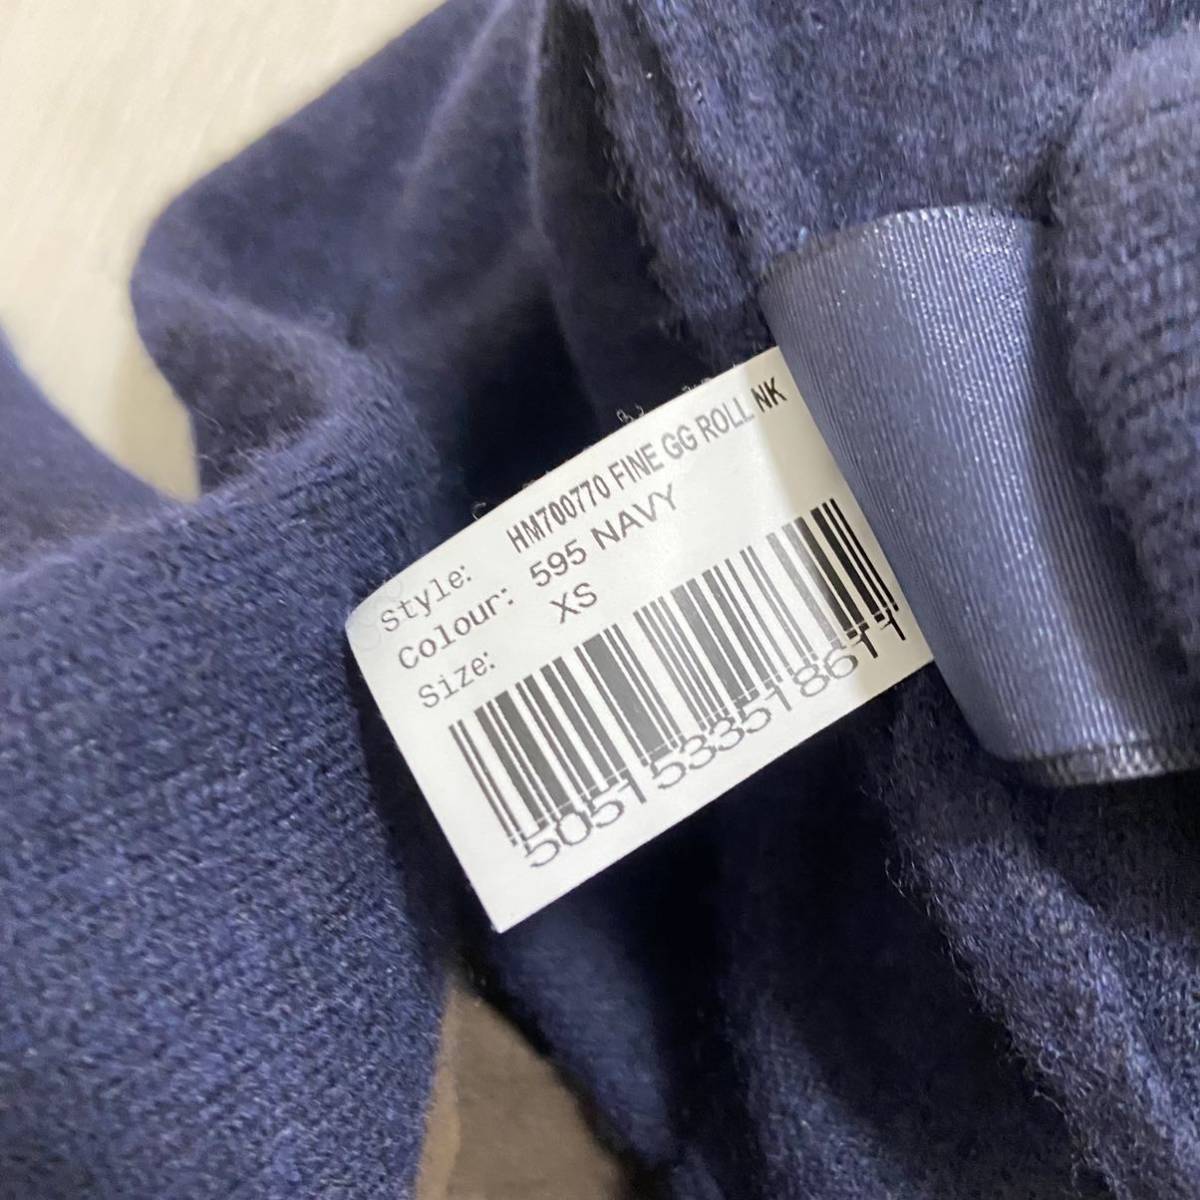 Style: HM700770 FINE GG ROLL NK
Colour: 595 NAVY
Size: XS
5051533518611